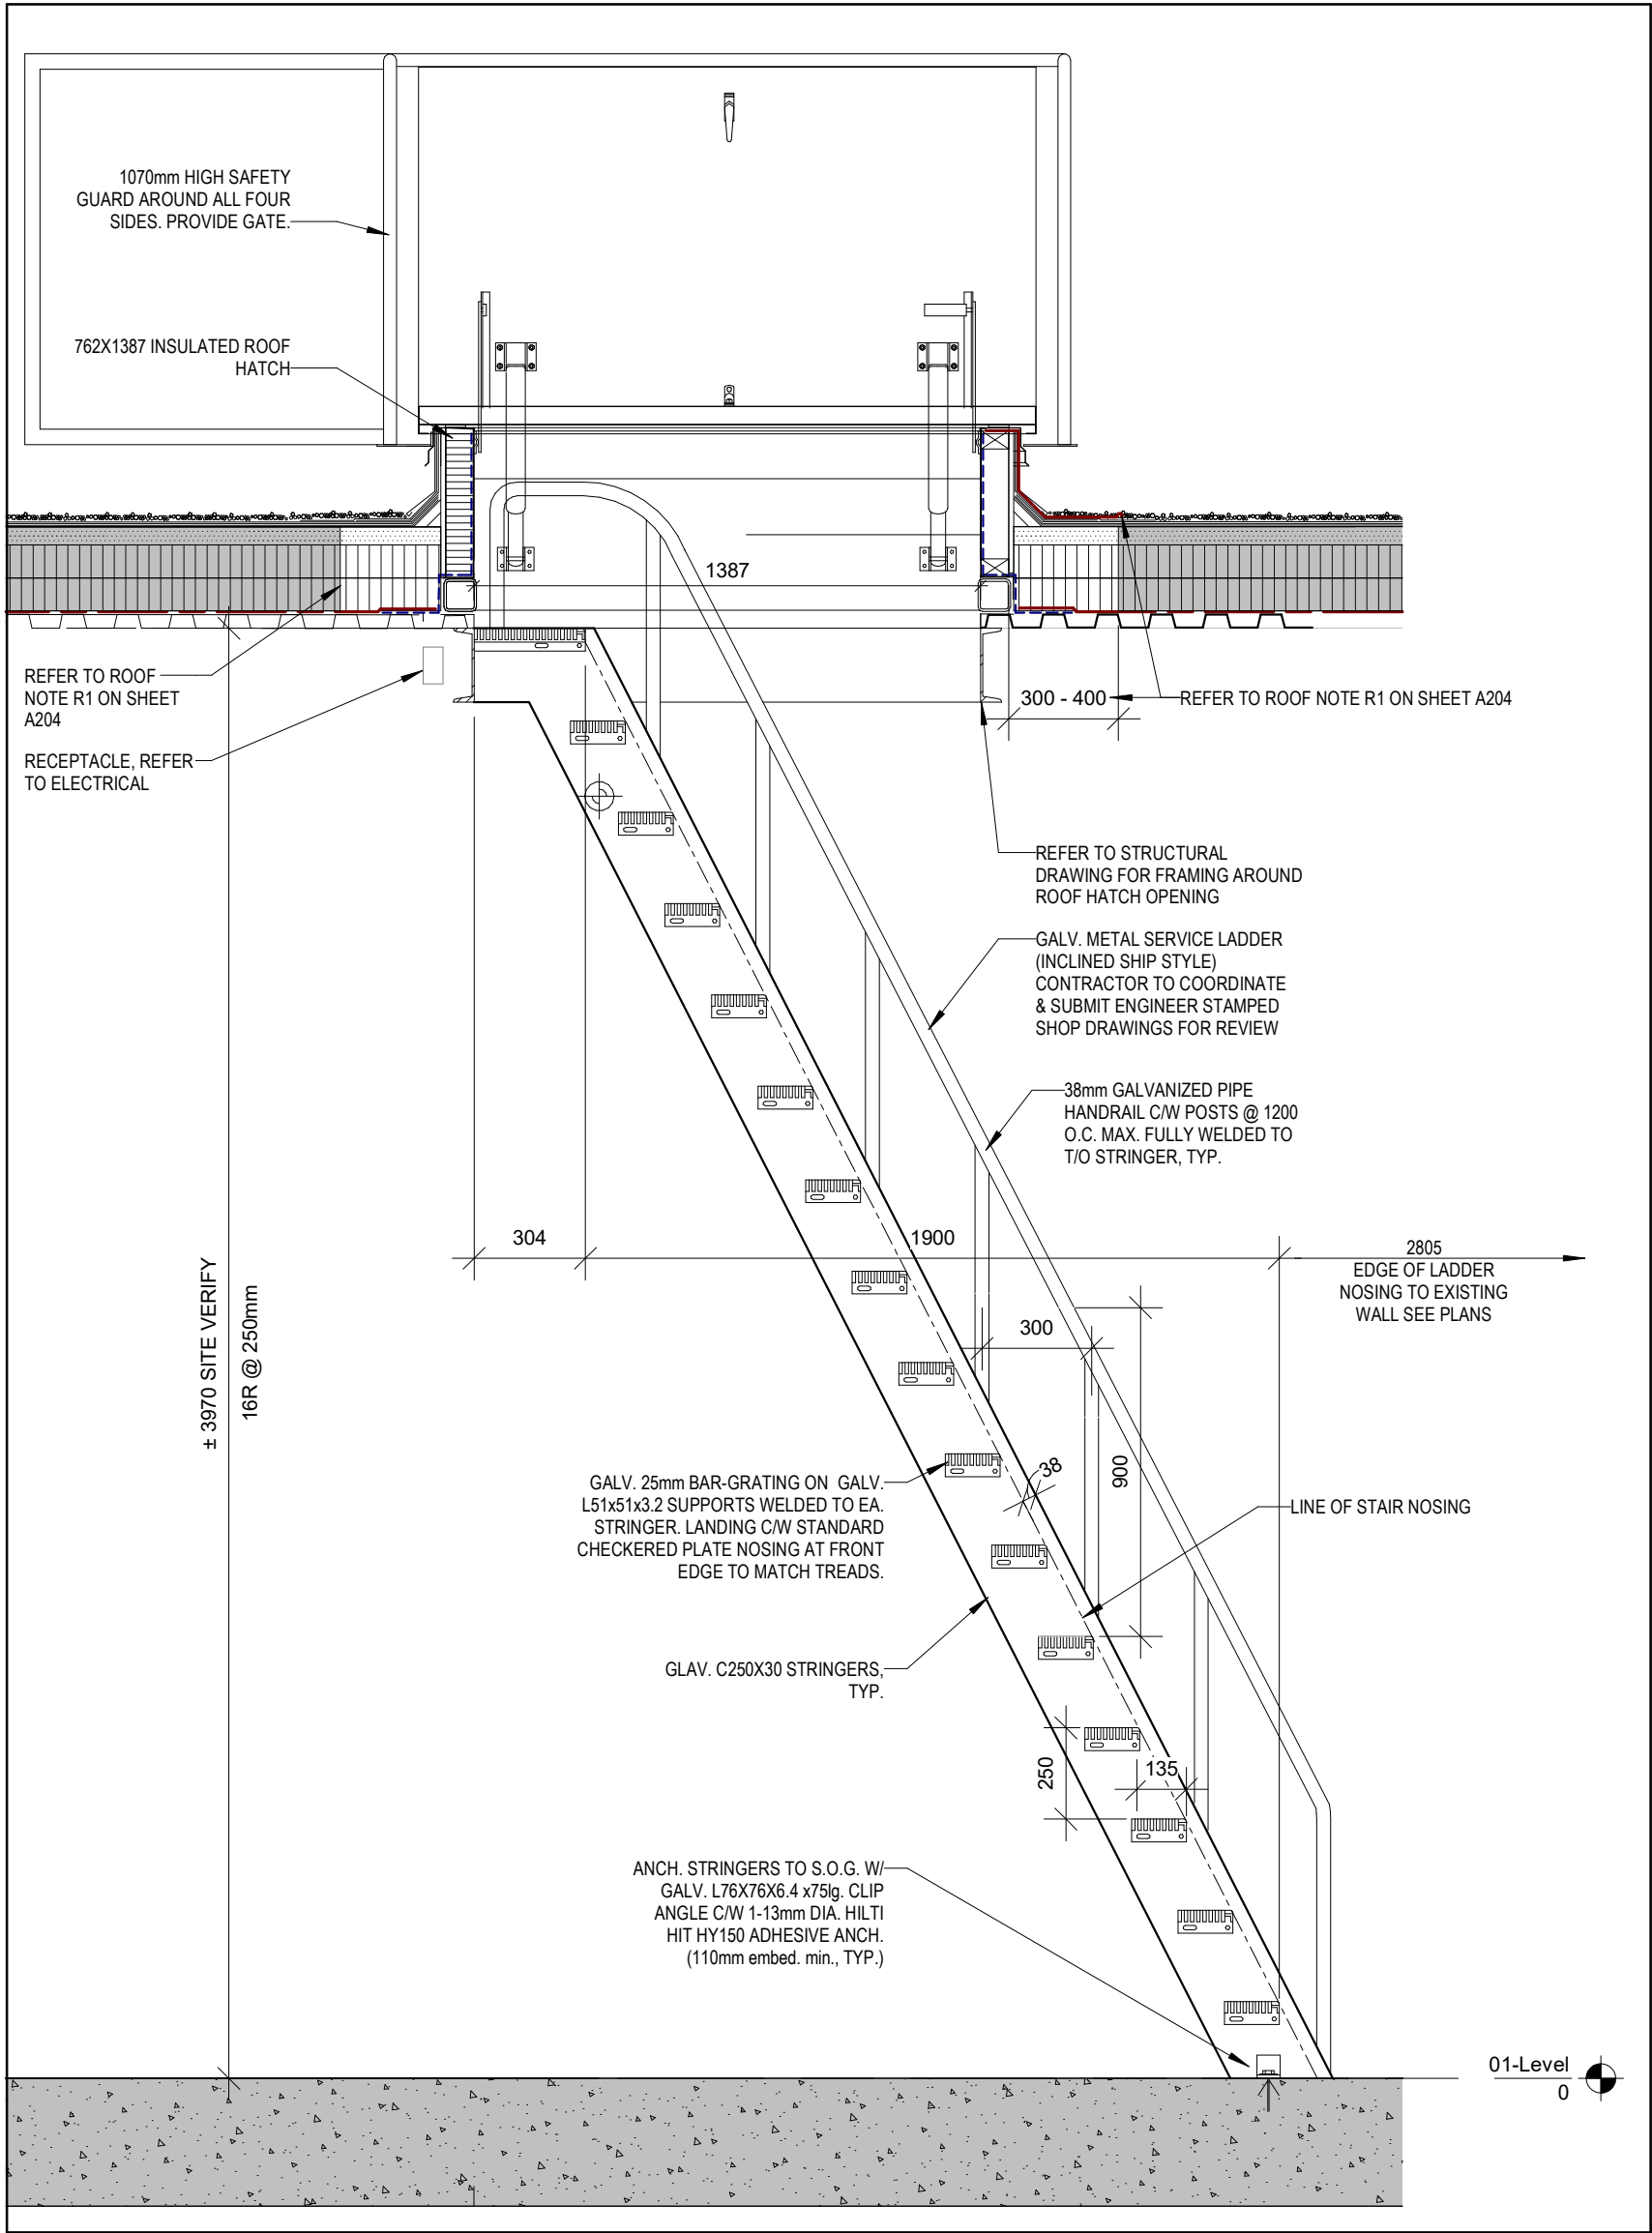 1070mm HIGH SAFETY
GUARD AROUND ALL FOUR
SIDES. PROVIDE GATE.
762X1387 INSULATED ROOF
HATCH
1387
REFER TO ROOF
NOTE R1 ON SHEET
A204
300 - 400
REFER TO ROOF NOTE R1 ON SHEET A204
RECEPTACLE, REFER
TO ELECTRICAL
REFER TO STRUCTURAL
DRAWING FOR FRAMING AROUND
ROOF HATCH OPENING
GALV. METAL SERVICE LADDER
(INCLINED SHIP STYLE)
CONTRACTOR TO COORDINATE
& SUBMIT ENGINEER STAMPED
SHOP DRAWINGS FOR REVIEW
38mm GALVANIZED PIPE
HANDRAIL C/W POSTS @ 1200
O.C. MAX. FULLY WELDED TO
T/O STRINGER, TYP.
304
1900
2805
EDGE OF LADDER
NOSING TO EXISTING
WALL SEE PLANS
± 3970 SITE VERIFY
16R @ 250mm
300
900
38
GALV. 25mm BAR-GRATING ON GALV.
L51x51x3.2 SUPPORTS WELDED TO EA.
STRINGER. LANDING C/W STANDARD
CHECKERED PLATE NOSING AT FRONT
EDGE TO MATCH TREADS.
LINE OF STAIR NOSING
GLAV. C250X30 STRINGERS,
TYP.
250
135
ANCH. STRINGERS TO S.O.G. W/
GALV. L76X76X6.4 x75lg. CLIP
ANGLE C/W 1-13mm DIA. HILTI
HIT HY150 ADHESIVE ANCH.
(110mm embed. min., TYP.)
01-Level
0